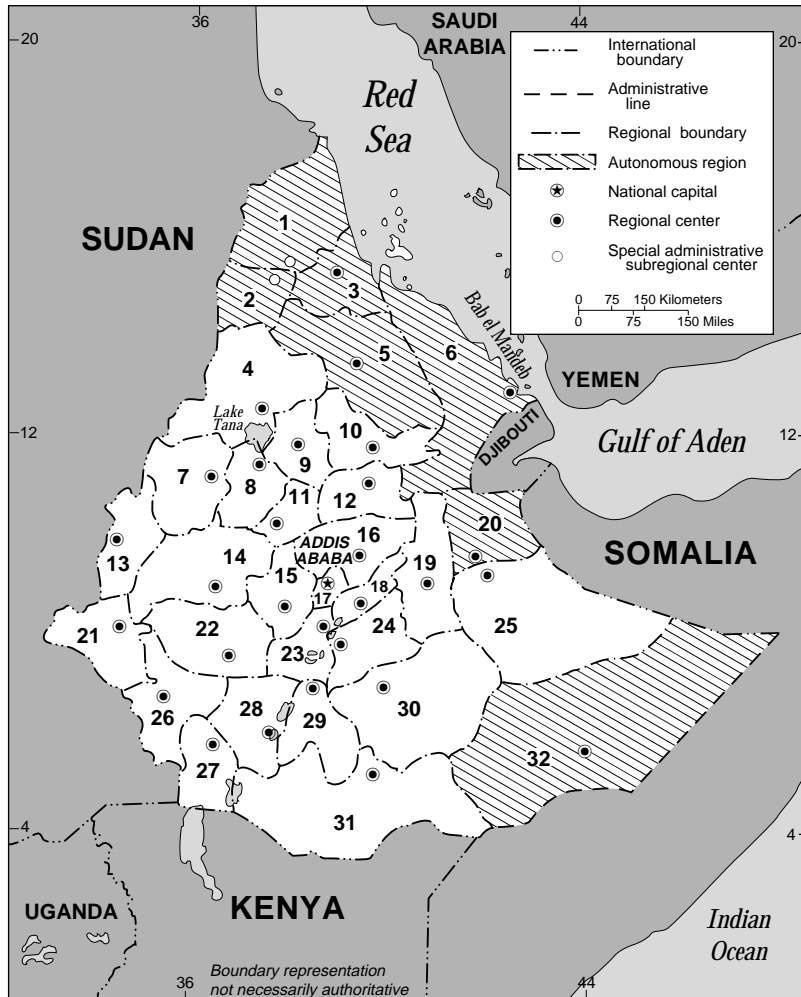 36
44
20
20
SAUDI
ARABIA
International
boundary
Administrative
line
Regional boundary
Autonomous region
National capital
Regional center
Special administrative
subregional center
0 75 150 Kilometers
0 75 150 Miles
Red
Sea
SUDAN
1
2
3
4
5
6
Bab el Mandeb
YEMEN
Lake
Tana
12
12
DJIBOUTI
Gulf of Aden
7
8
9
10
11
12
13
14
ADDIS
ABABA
15
16
17
18
19
20
SOMALIA
21
22
23
24
25
26
27
28
29
30
31
32
4
4
UGANDA
KENYA
Indian
Ocean
36
44
Boundary representation
not necessarily authoritative